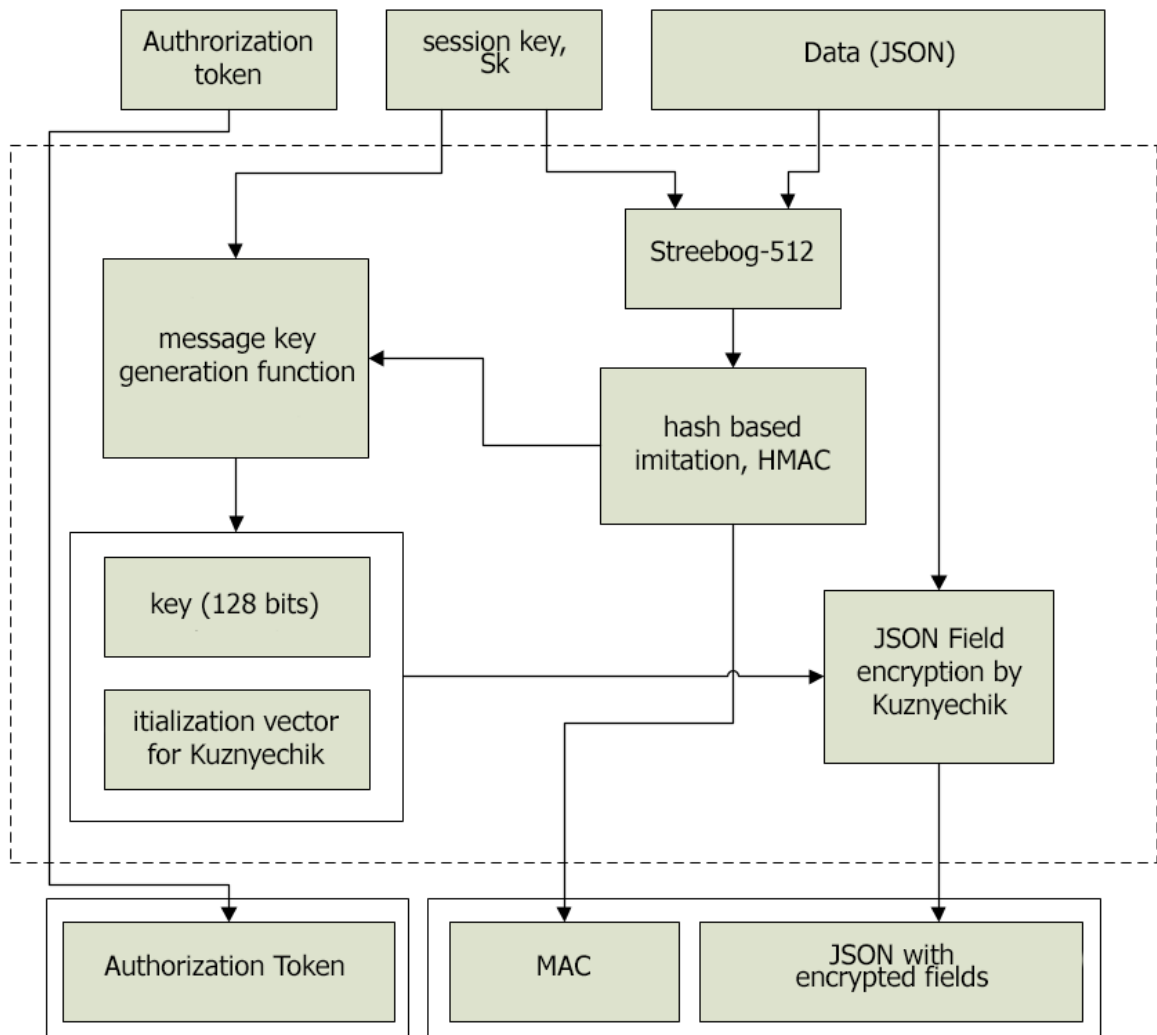 Authrorization
token
session key,
Sk
Data (JSON)
Streebog-512
message key
generation function
hash based
imitation, HMAC
key (128 bits)
JSON Field
encryption by
Kuznyechik
itialization vector
for Kuznyechik
Authorization Token
MAC
JSON with
encrypted fields